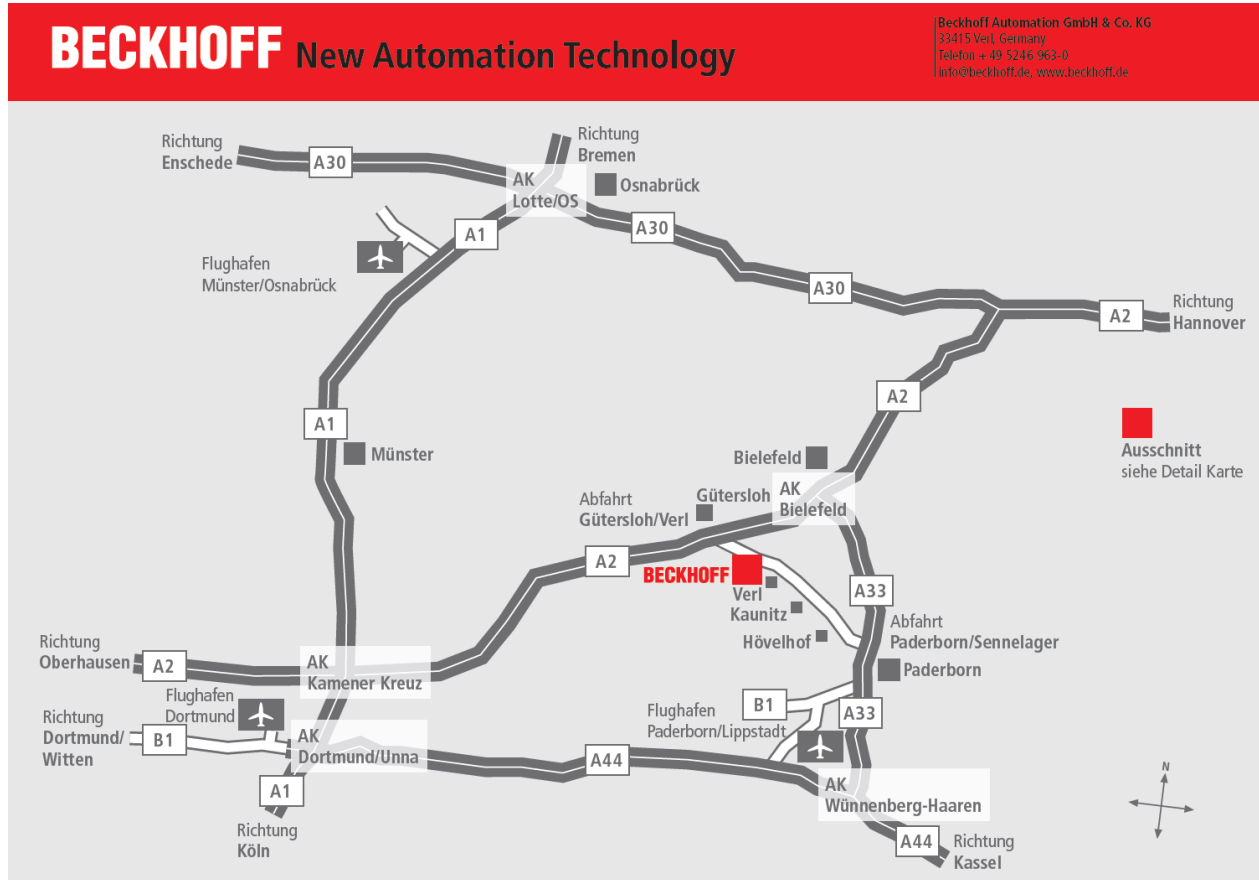 BECKHOFF New Automation Technology
Beckhoff Automation GmbH & Co. KG
33415 Verl, Germany
Telefon + 49 5246 963-0
info@beckhoff.de, www.beckhoff.de
Richtung
Enschede
A30
Richtung
Bremen
AK
Lotte/OS
Osnabrück
A1
A30
Flughafen
Münster/Osnabrück
A30
Richtung
Hannover
A2
A1
A2
Münster
Ausschnitt
siehe Detail Karte
Bielefeld
Abfahrt
Gütersloh/Verl
Gütersloh
AK
Bielefeld
A2
BECKHOFF
Verl
Kaunitz
Hövelhof
A33
Abfahrt
Paderborn/Sennelager
Paderborn
Richtung
Oberhausen
A2
AK
Kamener Kreuz
Flughafen
Dortmund
Richtung
Dortmund/
Witten
B1
AK
Dortmund/Unna
A44
Flughafen
Paderborn/Lippstadt
B1
A33
A1
Richtung
Köln
AK
Wünnenberg-Haaren
A44
Richtung
Kassel
N